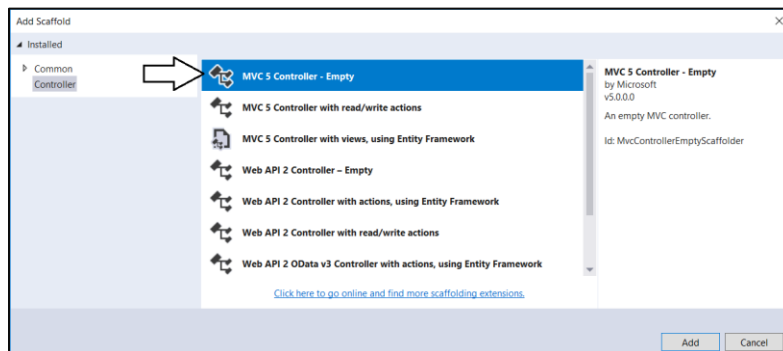 Add Scaffold
Installed
Common
Controller
MVC 5 Controller - Empty
MVC 5 Controller with read/write actions
MVC 5 Controller with views, using Entity Framework
Web API 2 Controller – Empty
Web API 2 Controller with actions, using Entity Framework
Web API 2 Controller with read/write actions
Web API 2 OData v3 Controller with actions, using Entity Framework
Click here to go online and find more scaffolding extensions.
MVC 5 Controller - Empty
by Microsoft
v5.0.0.0
An empty MVC controller.
Id: MvcControllerEmptyScaffolder
Add
Cancel